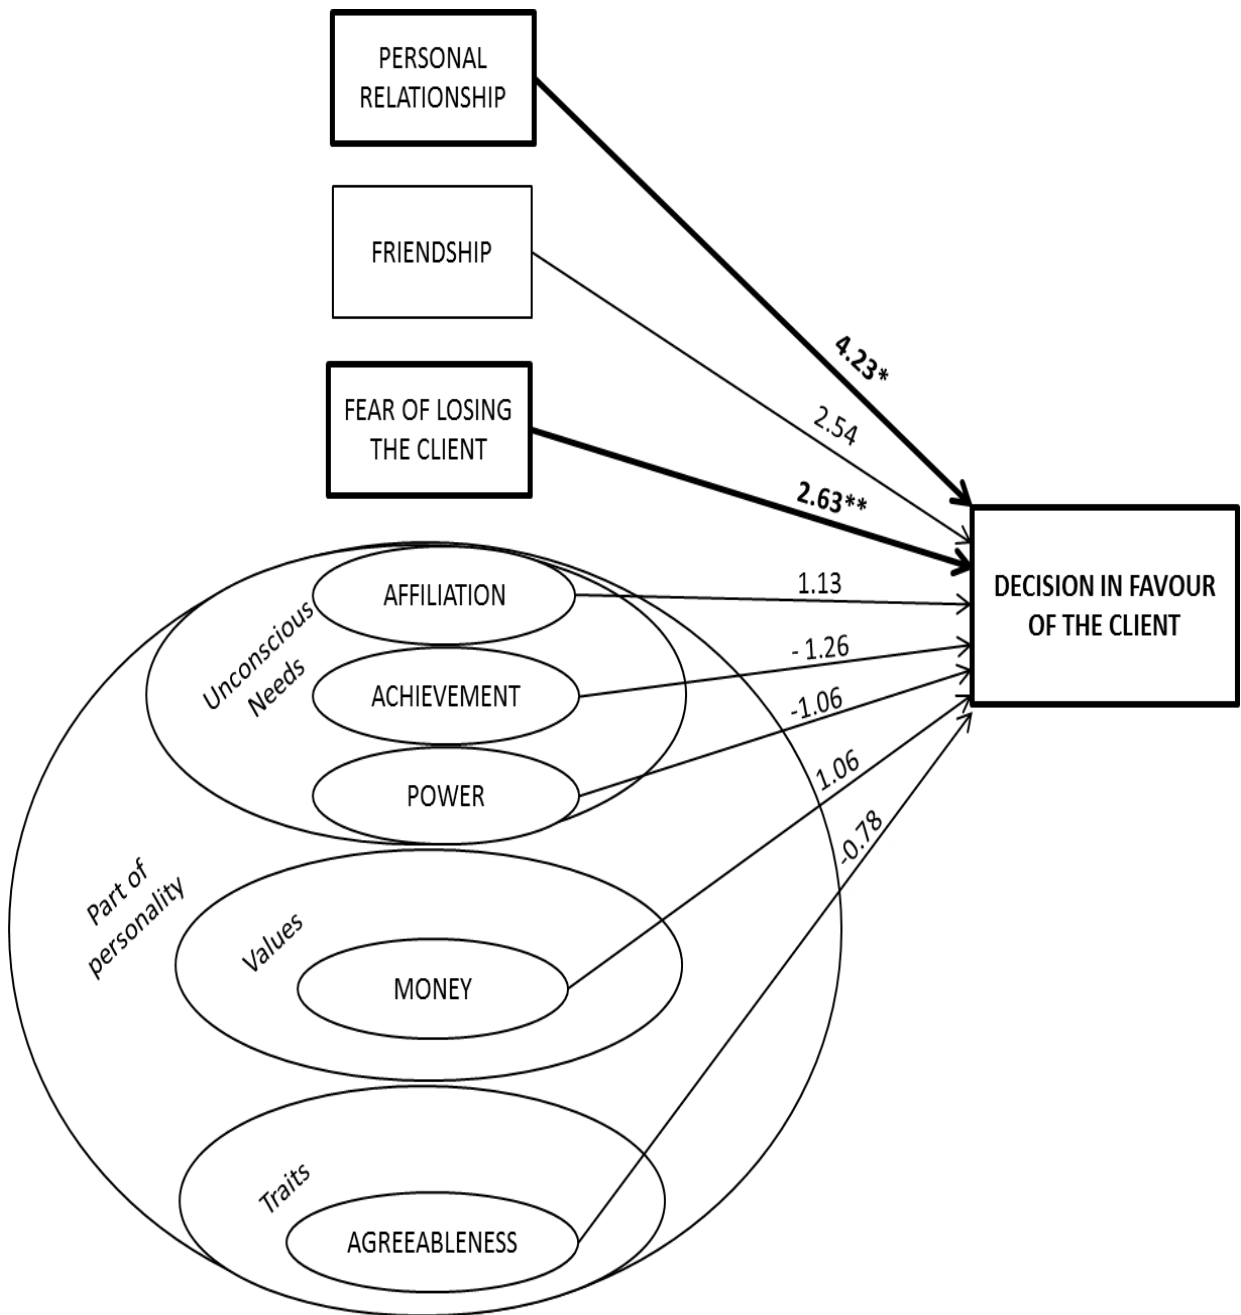 PERSONAL
RELATIONSHIP
FRIENDSHIP
FEAR OF LOSING
THE CLIENT
4.23*
2.54
2.63**
DECISION IN FAVOUR
OF THE CLIENT
Unconscious
Needs
AFFILIATION
1.13
ACHIEVEMENT
- 1.26
POWER
-1.06
Part of
personality
Values
MONEY
1.06
Traits
AGREEABLENESS
-0.78